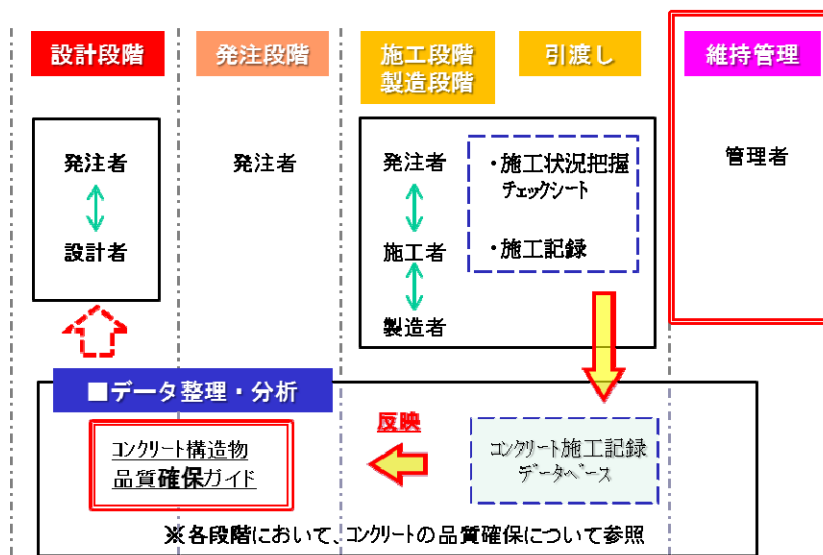 設計段階
発注段階
施工段階
製造段階
引渡し
維持管理
発注者
設計者
発注者
発注者
施工者
製造者
・施工状況把握
チェックシート
・施工記録
管理者
■データ整理・分析
コンクリート構造物
品質確保ガイド
反映
コンクリート施工記録
データベース
※各段階において、コンクリートの品質確保について参照